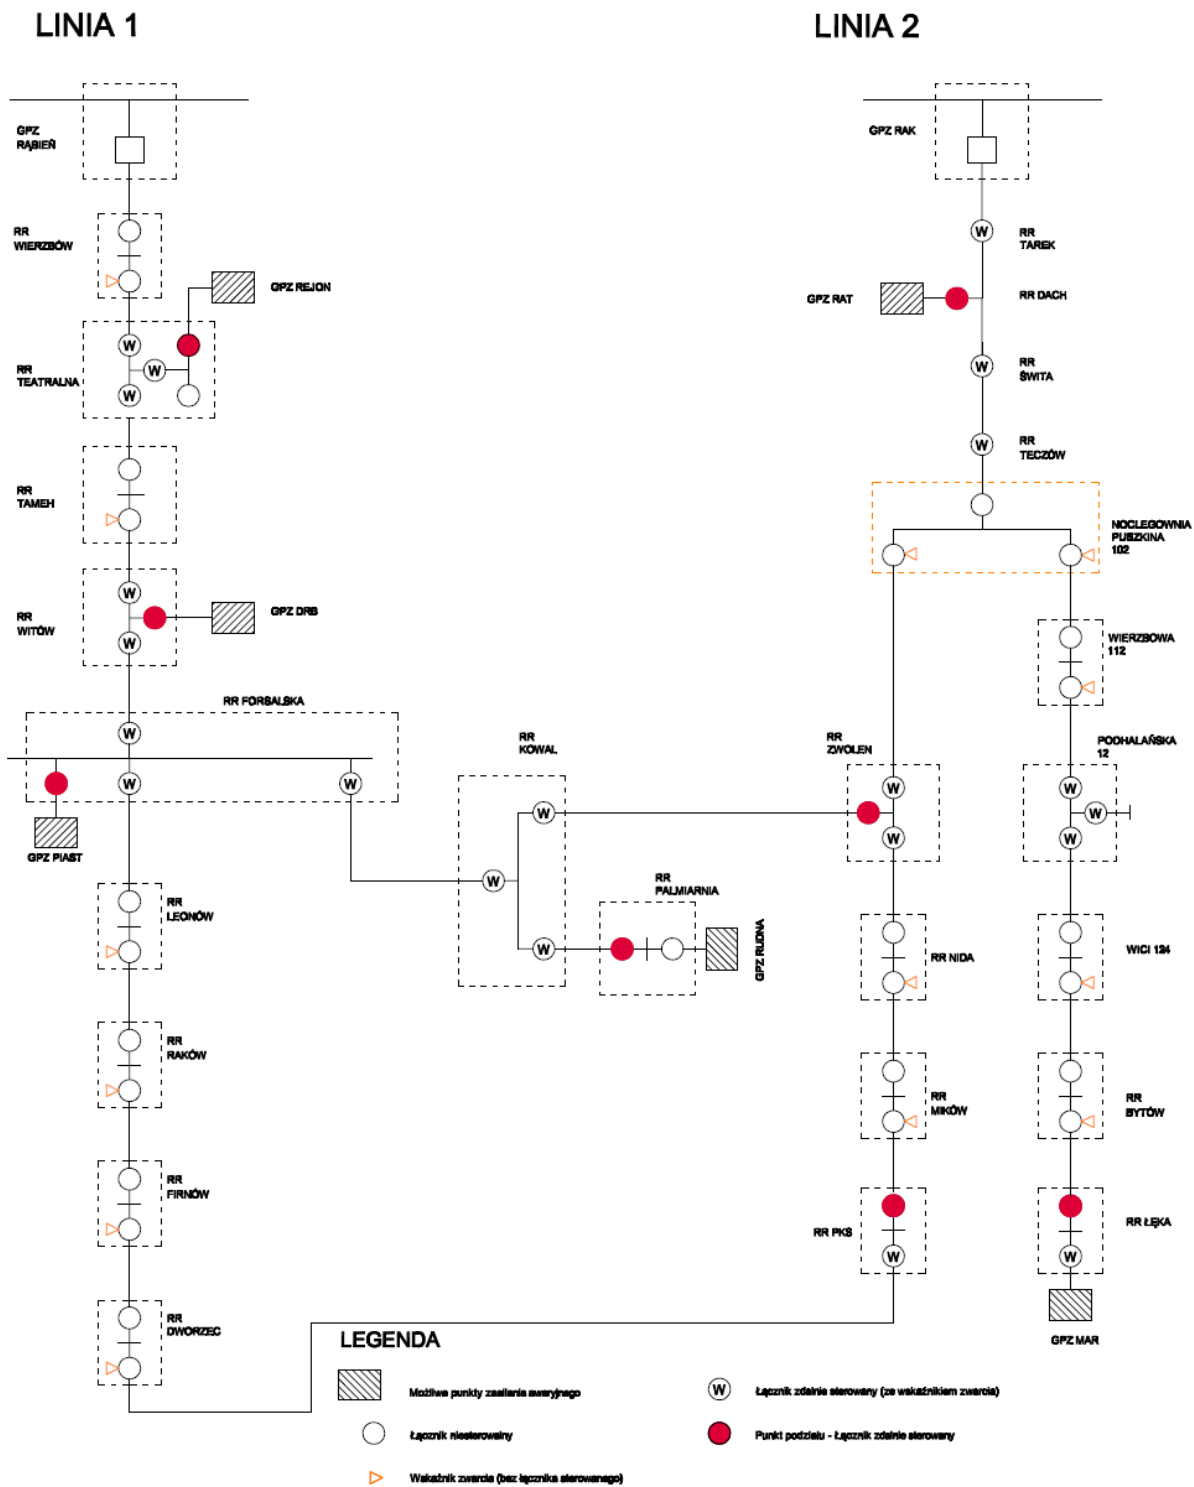 LINIA 1
LINIA 2
GPZ
RĄBIEŃ
GPZ RAK
RR
WIERZBÓW
RR
TAREK
GPZ REJON
GPZ RAT
RR DACH
RR
TEATRALNA
W
W
W
W
W
RR
ŚWITA
W
RR
TECZÓW
RR
TAMEH
NOCLEGOWNIA
PUSZKINA
102
RR
WITÓW
W
W
GPZ DRB
WIERZBOWA
112
RR FORSALSKA
W
W
W
GPZ PIAST
RR
KOWAL
W
W
W
RR
ZWOLEN
W
W
PODHALAŃSKA
12
W
W
W
RR
PALMIARNIA
GPZ RUDNA
RR
LEONÓW
RR NIDA
WICI 124
RR
RAKÓW
RR
MIKÓW
RR
BYTÓW
RR
FIRNÓW
RR PKS
W
RR ŁĘKA
W
GPZ MAR
RR
DWORZEC
LEGENDA
Możliwe punkty zasilania awaryjnego
W
Łącznik zdalnie sterowany (ze wskaźnikiem zwarcia)
Łącznik niesterowalny
Punkt podziału - Łącznik zdalnie sterowany
Wskaźnik zwarcia (bez łącznika sterowanego)